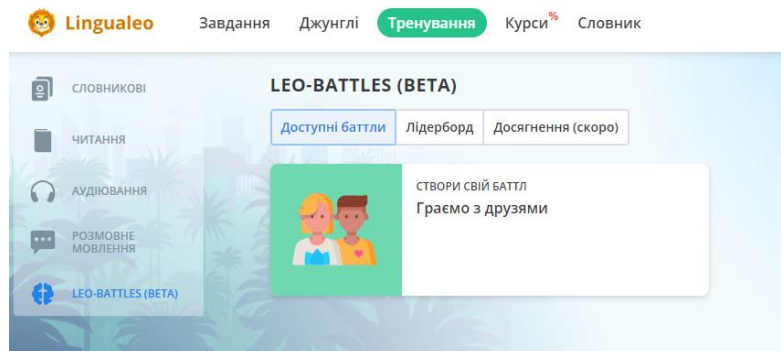 Lingualeo Завдання Джунглі Тренування Курси% Словник
СЛОВНИКОВІ
ЧИТАННЯ
АУДІЮВАННЯ
РОЗМОВНЕ
МОВЛЕННЯ
LEO-BATTLES (BETA)
LEO-BATTLES (BETA)
Доступні баттли Лідерборд Досягнення (скоро)
СТВОРИ СВІЙ БАТТЛ
Граємо з друзями